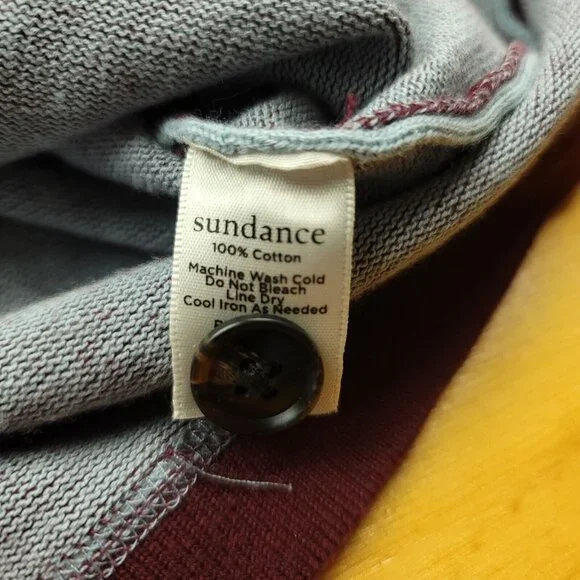 sundance
100% Cotton
Machine Wash Cold
Do Not Bleach
Line Dry
Cool Iron As Needed